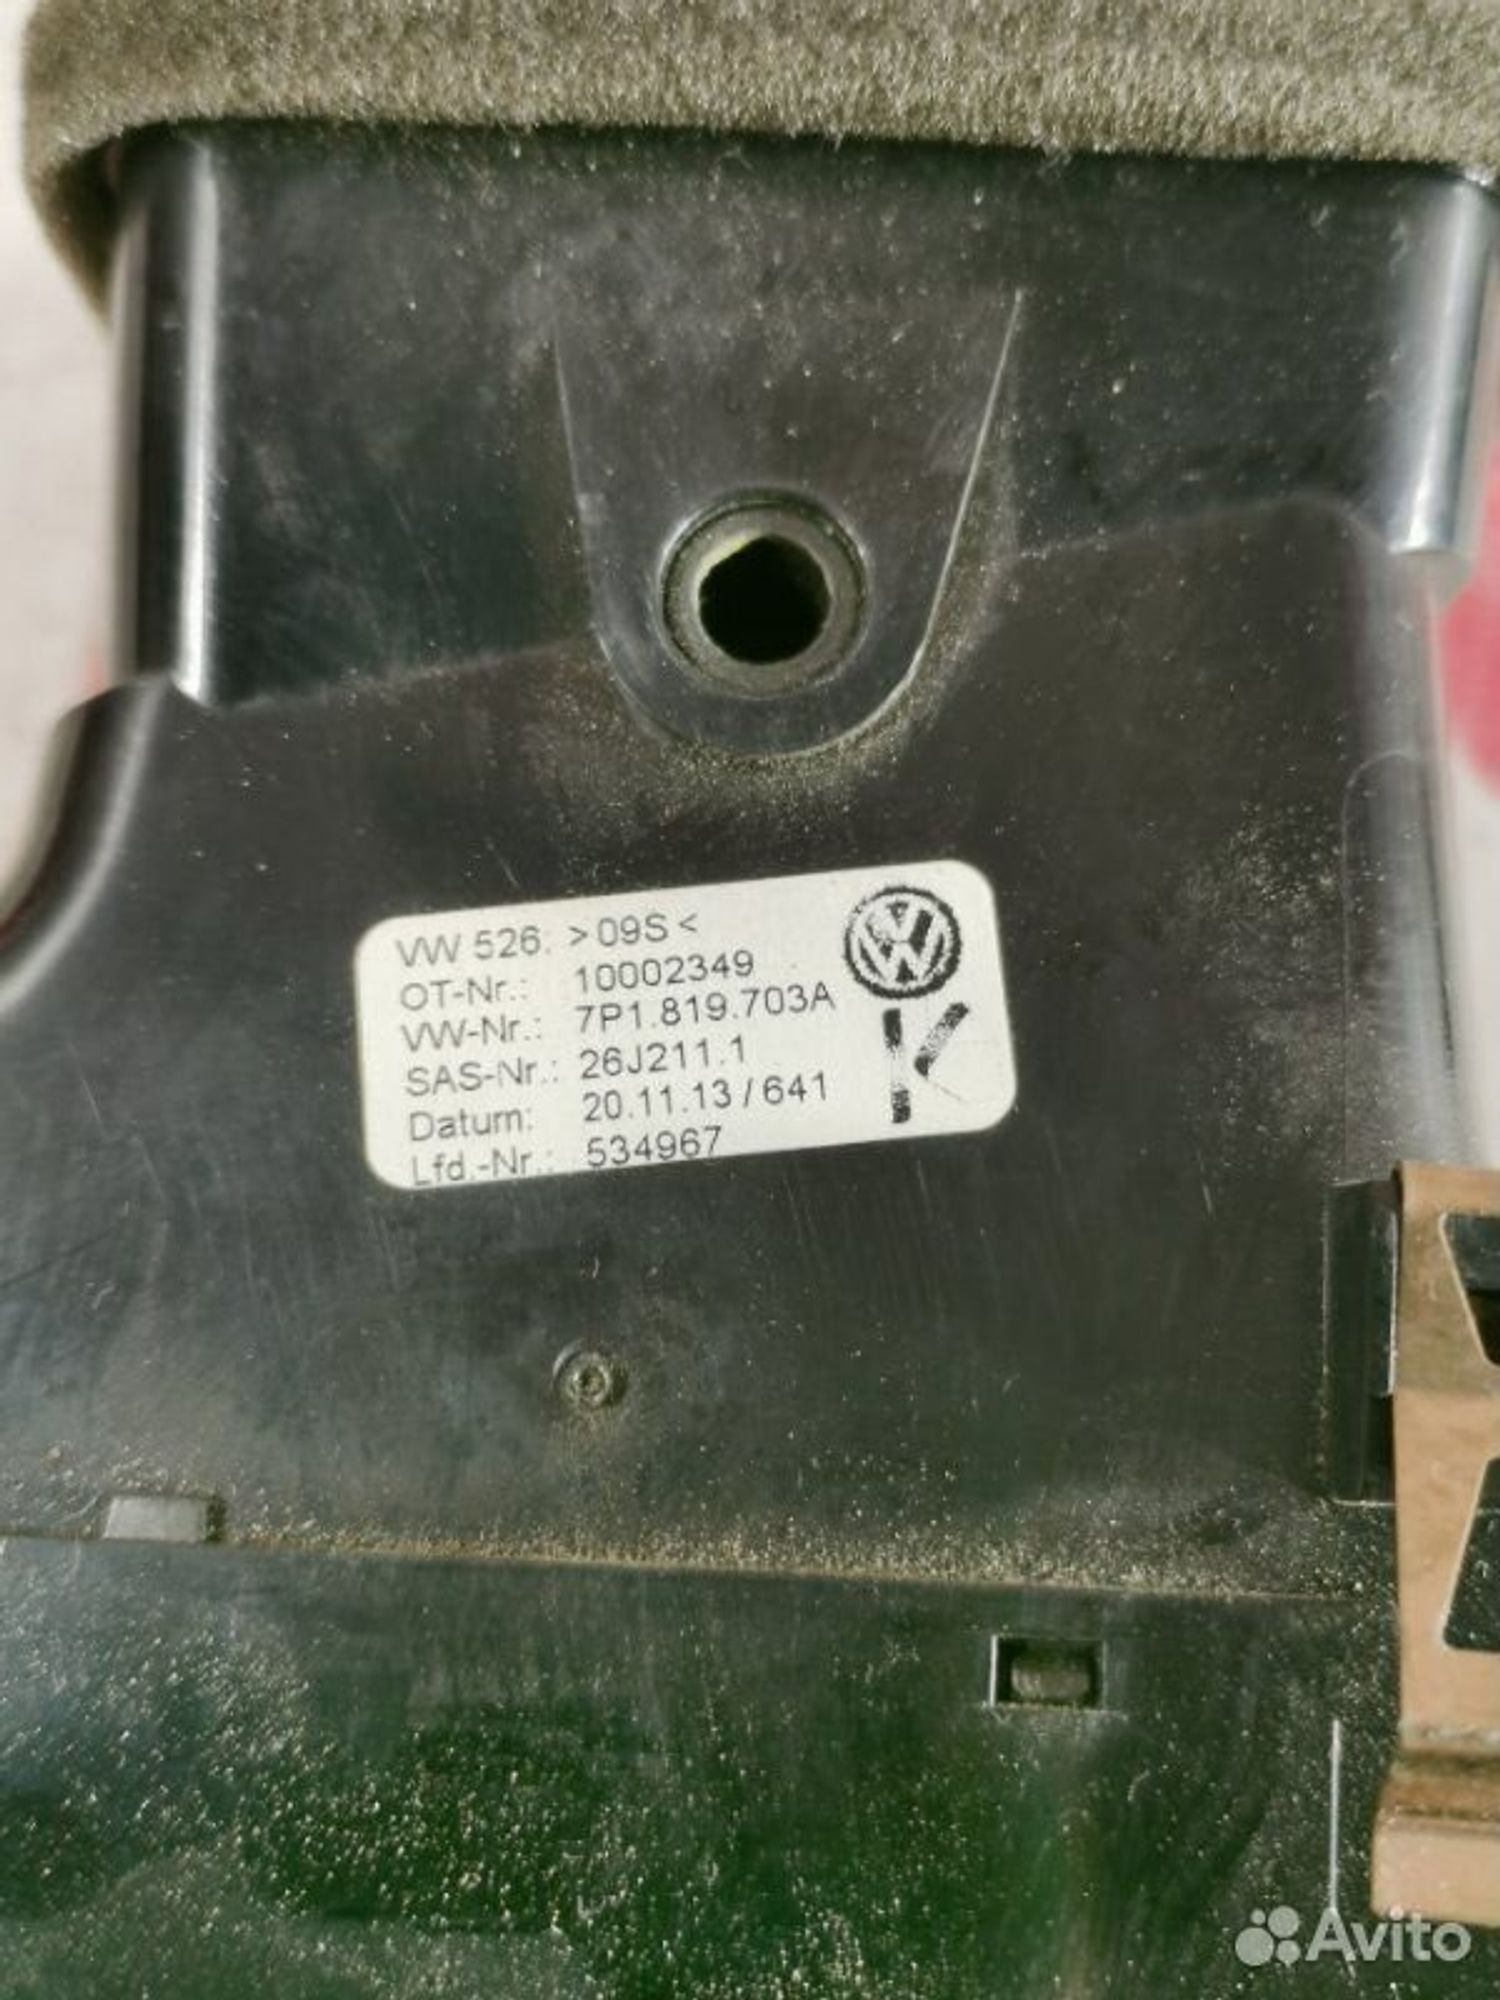 VW 526. >09S<
OT-Nr.: 10002349
VW-Nr.: 7P1.819.703A
SAS-Nr.: 26J211.1
Datum: 20.11.13/641
Lfd.-Nr.: 534967
K
Avito